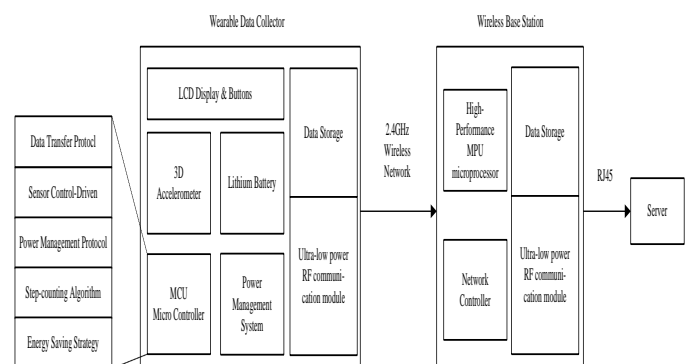 Wearable Data Collector
Wireless Base Station
LCD Display & Buttons
Data Storage
3D
Accelerometer
Lithium Battery
MCU
Micro Controller
Power
Management
System
Ultra-low power
RF communi-
cation module
Data Transfer Protocl
Sensor Control-Driven
Power Management Protocol
Step-counting Algorithm
Energy Saving Strategy
2.4GHz
Wireless
Network
High-
Performance
MPU
microprocessor
Data Storage
Network
Controller
Ultra-low power
RF communi-
cation module
RJ45
Server